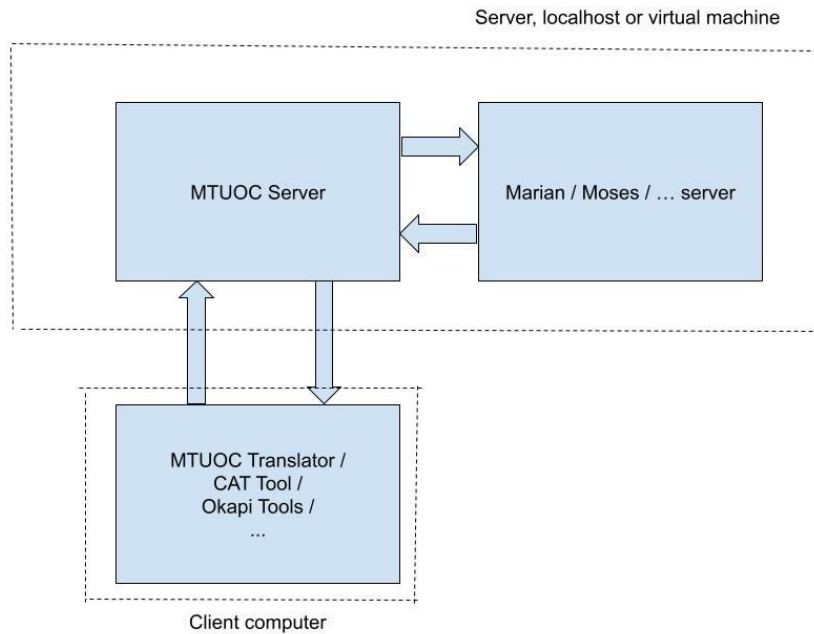 Server, localhost or virtual machine
MTUOC Server
Marian / Moses / ... server
MTUOC Translator /
CAT Tool /
Okapi Tools /
...
Client computer